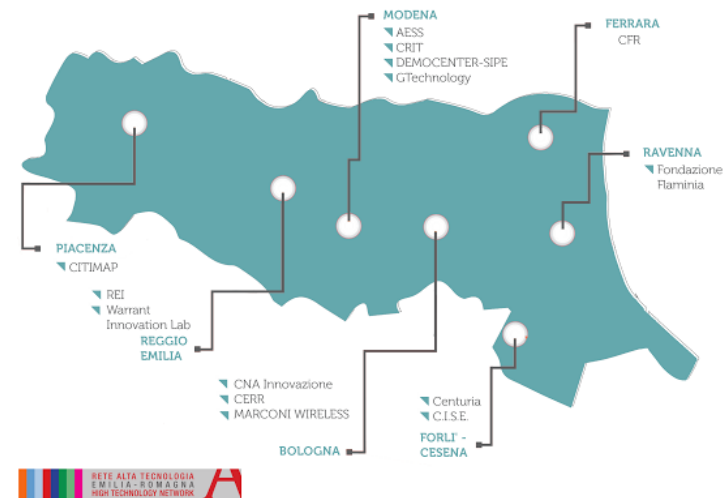 MODENA
AESS
CRIT
DEMOCENTER-SIPE
GTechnology
FERRARA
CFR
RAVENNA
Fondazione
Flaminia
PIACENZA
CITIMAP
REI
Warrant
Innovation Lab
REGGIO
EMILIA
CNA Innovazione
CERR
MARCONI WIRELESS
BOLOGNA
Centuria
C.I.S.E.
FORLI' -
CESENA
RETE ALTA TECNOLOGIA
EMILIA-ROMAGNA
HIGH TECHNOLOGY NETWORK